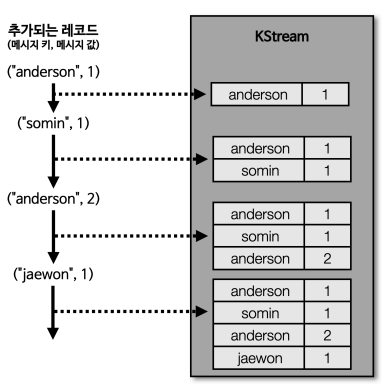 추가되는 레코드
(메시지 키, 메시지 값)
("anderson", 1)
("somin", 1)
("anderson", 2)
("jaewon", 1)
KStream
anderson 1
anderson 1
somin 1
anderson 1
somin 1
anderson 2
anderson 1
somin 1
anderson 2
jaewon 1